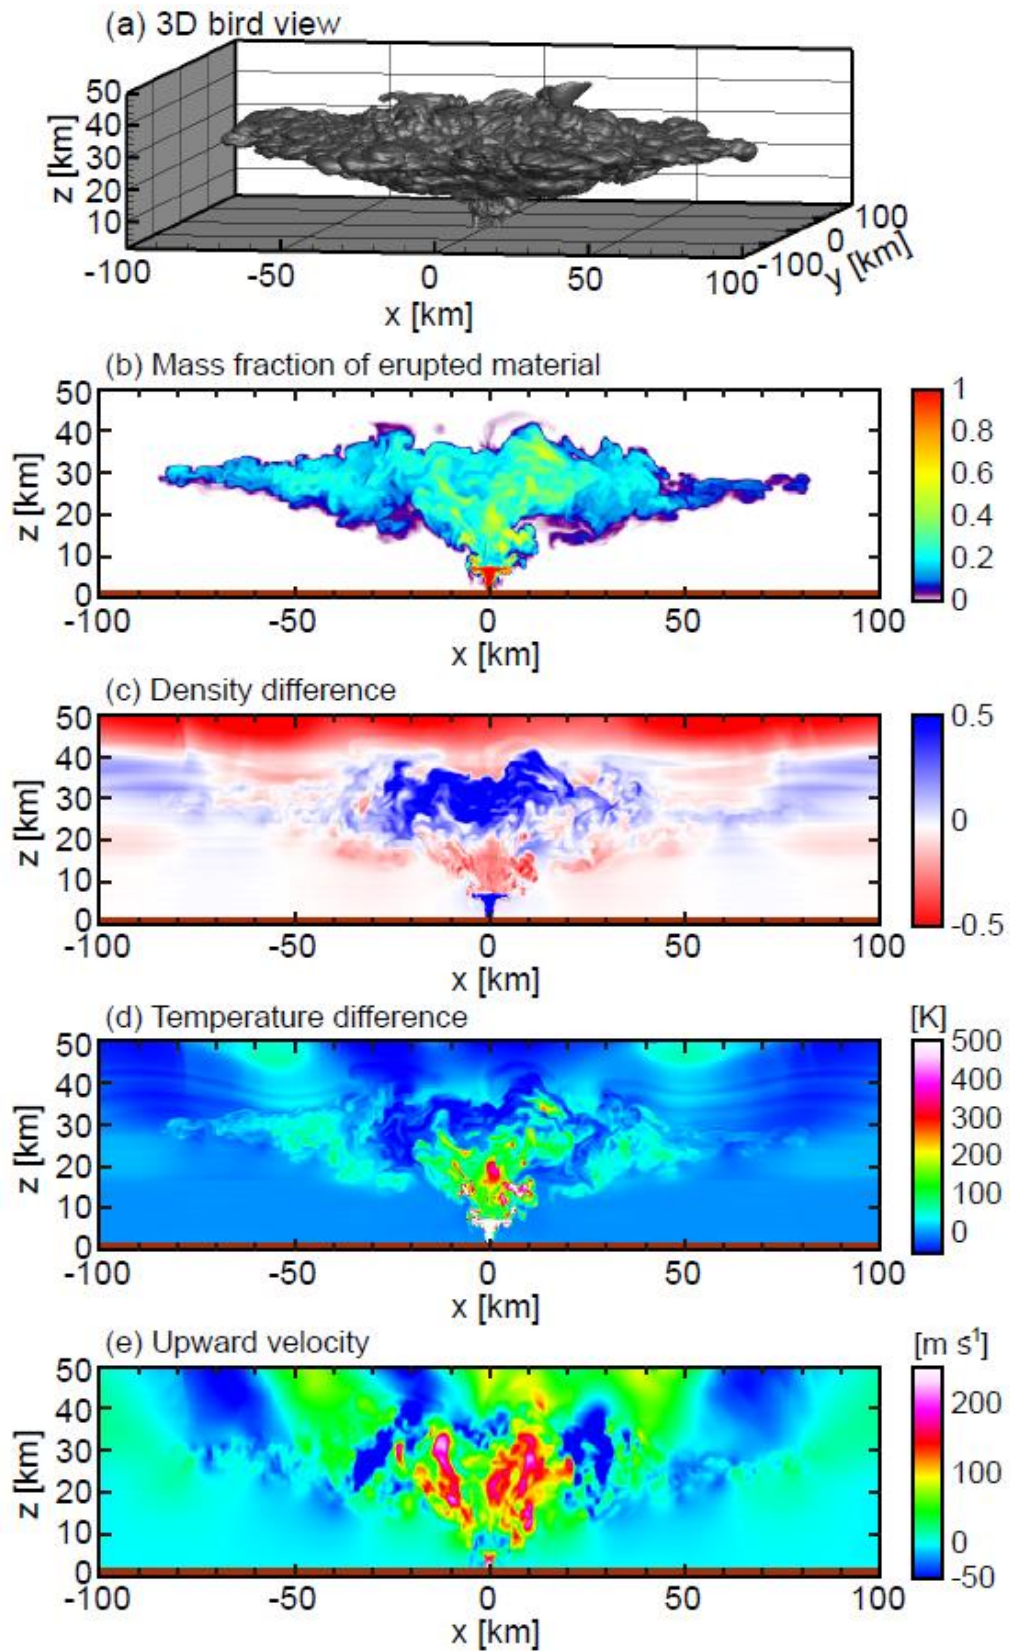 (a) 3D bird view
50
40
30
20
10
z [km]
-100 -50 0 50 100
x [km]
-100 0 100
y [km]
(b) Mass fraction of erupted material
50
40
30
20
10
0
z [km]
-100 -50 0 50 100
x [km]
1
0.8
0.6
0.4
0.2
0
(c) Density difference
50
40
30
20
10
0
z [km]
-100 -50 0 50 100
x [km]
0.5
0
-0.5
(d) Temperature difference
50
40
30
20
10
0
z [km]
-100 -50 0 50 100
x [km]
[K]
500
400
300
200
100
0
(e) Upward velocity
50
40
30
20
10
0
z [km]
-100 -50 0 50 100
x [km]
[m s⁻¹]
200
100
0
-50